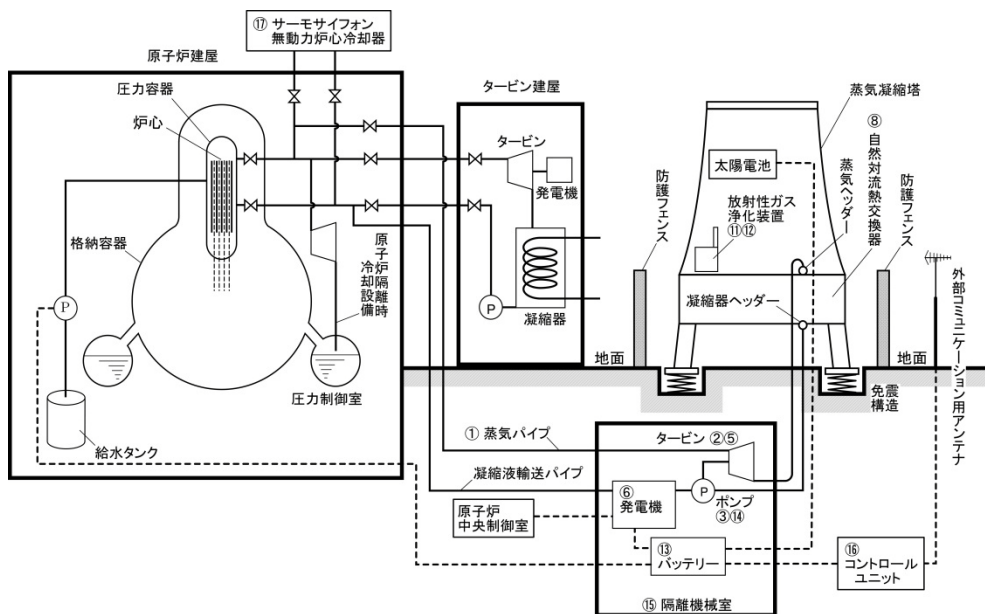 ⑰ サーモサイフォン
無動力炉心冷却器
原子炉建屋
圧力容器
炉心
格納容器
P
給水タンク
原子炉隔離時
冷却設備
圧力制御室
タービン建屋
タービン
発電機
P
凝縮器
蒸気凝縮塔
太陽電池
放射性ガス
浄化装置
⑪⑫
蒸気ヘッダー
⑧自然対流熱交換器
防護フェンス
防護フェンス
凝縮器ヘッダー
地面
地面
免震
構造
外部コミュニケーション用アンテナ
① 蒸気パイプ
凝縮液輸送パイプ
タービン ②⑤
⑥
発電機
P
ポンプ
③⑭
原子炉
中央制御室
⑬
バッテリー
⑯
コントロール
ユニット
⑮ 隔離機械室